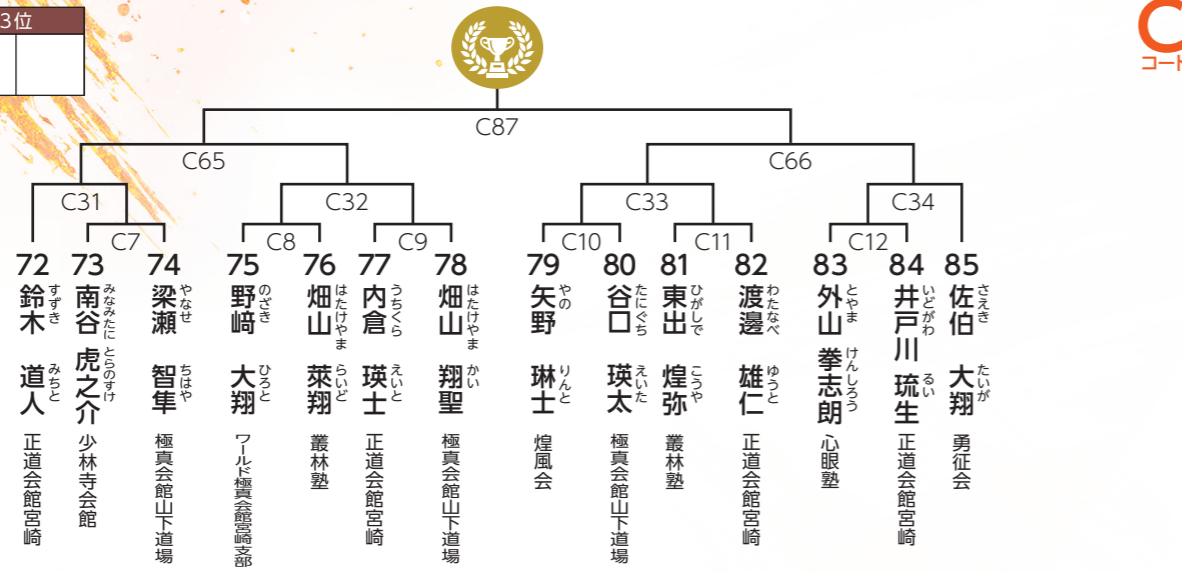 3位
C
コート
C87
C65
C66
C31
C32
C33
C34
C7
C8
C9
C10
C11
C12
72
鈴木 道人
すずき みちと
正道会館宮崎
73
南谷 虎之介
みなみたに とらのすけ
少林寺会館
74
梁瀬 智隼
やなせ ちはや
極真会館山下道場
75
野﨑 大翔
のざき ひろと
ワールド極真会館宮崎支部
76
畑山 萊翔
はたけやま らいど
叢林塾
77
内倉 瑛士
うちくら えいと
正道会館宮崎
78
畑山 翔聖
はたけやま かい
極真会館山下道場
79
矢野 琳士
やの りんと
煌風会
80
谷口 瑛太
たにぐち えいた
極真会館山下道場
81
東出 煌弥
ひがしで こうや
叢林塾
82
渡邊 雄仁
わたなべ ゆうと
正道会館宮崎
83
外山 拳志朗
とやま けんしろう
心眼塾
84
井戸川 琉生
いどがわ るい
正道会館宮崎
85
佐伯 大翔
さえき たいが
勇征会